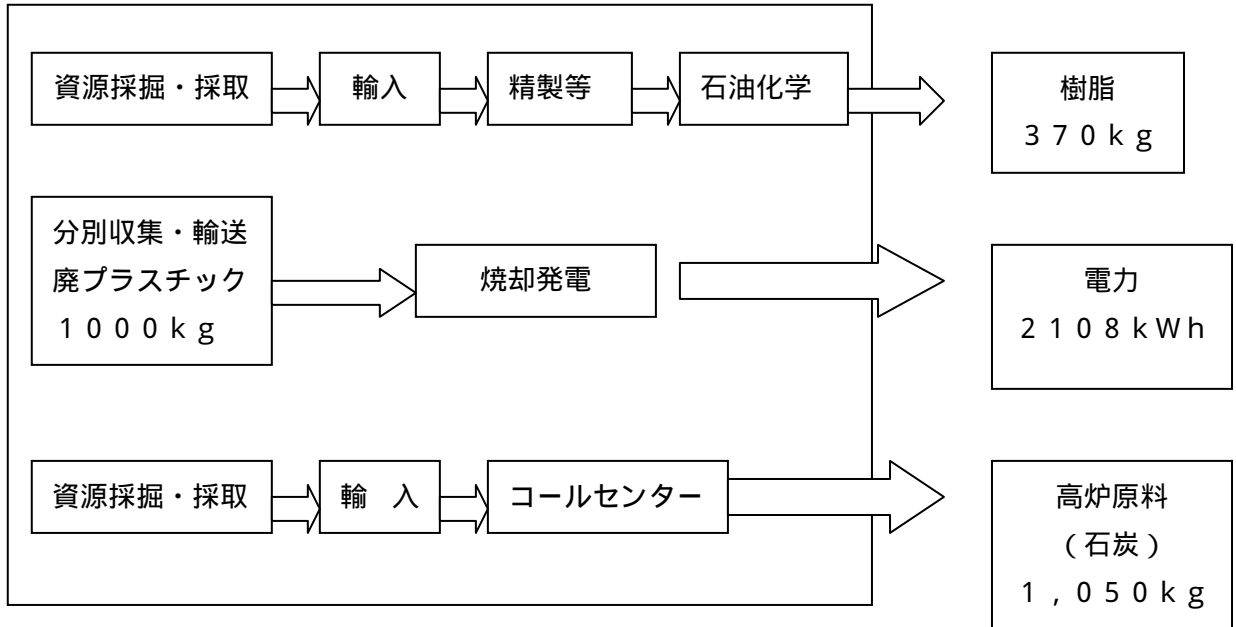 資源採掘・採取
輸入
精製等
石油化学
樹脂
３７０ｋｇ
分別収集・輸送
廃プラスチック
１０００ｋｇ
焼却発電
電力
２１０８ｋＷｈ
資源採掘・採取
輸　入
コールセンター
高炉原料
（石炭）
１，０５０ｋｇ